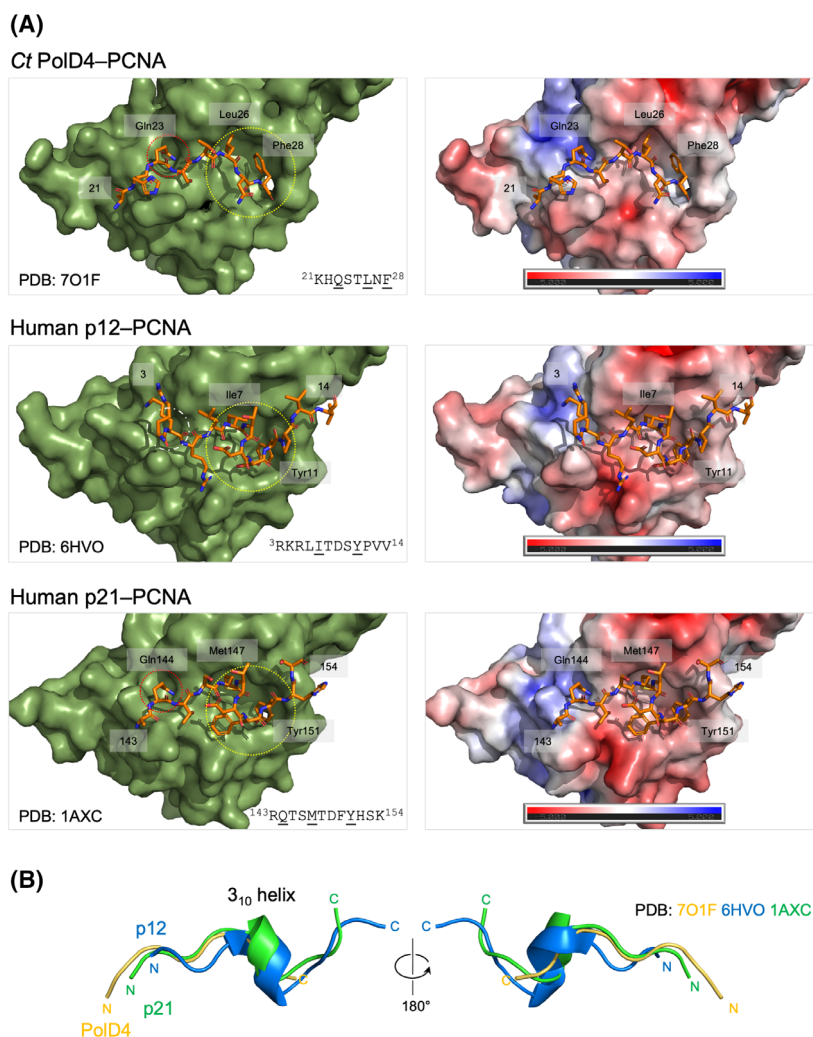 (A)
Ct PolD4–PCNA
Gln23
Leu26
Phe28
21
PDB: 7O1F
21KHQSTLNF28
Gln23
Leu26
Phe28
21
Human p12–PCNA
3
Ile7
14
Tyr11
PDB: 6HVO
3RKRLITDSYPVV14
3
Ile7
14
Tyr11
Human p21–PCNA
Gln144
Met147
154
143
Tyr151
PDB: 1AXC
143RQTSMTDFYHSK154
Gln144
Met147
154
143
Tyr151
(B)
310 helix
C
C
C
C
PDB: 7O1F 6HVO 1AXC
p12
N
N
N
p21
PolD4
C
180°
C
N
N
N